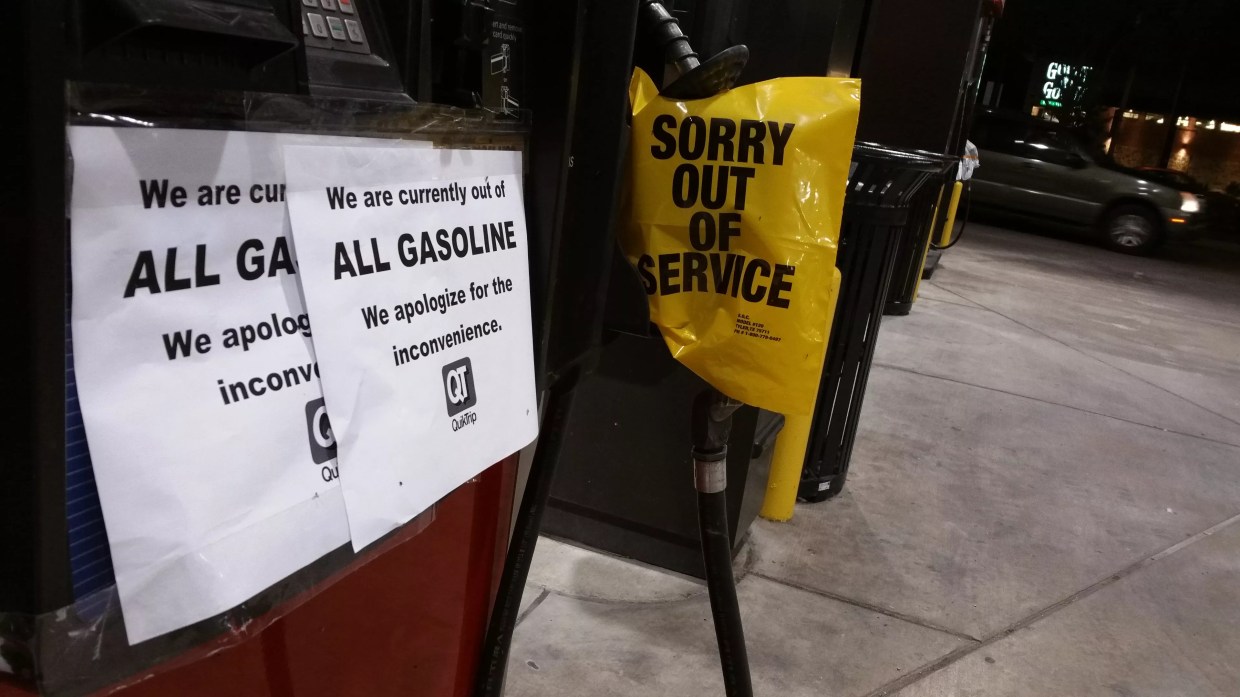 We are cur
ALL GA
We apolog
inconve
Qu
We are currently out of
ALL GASOLINE
We apologize for the
inconvenience.
QT
QuikTrip
SORRY
OUT
OF
SERVICE